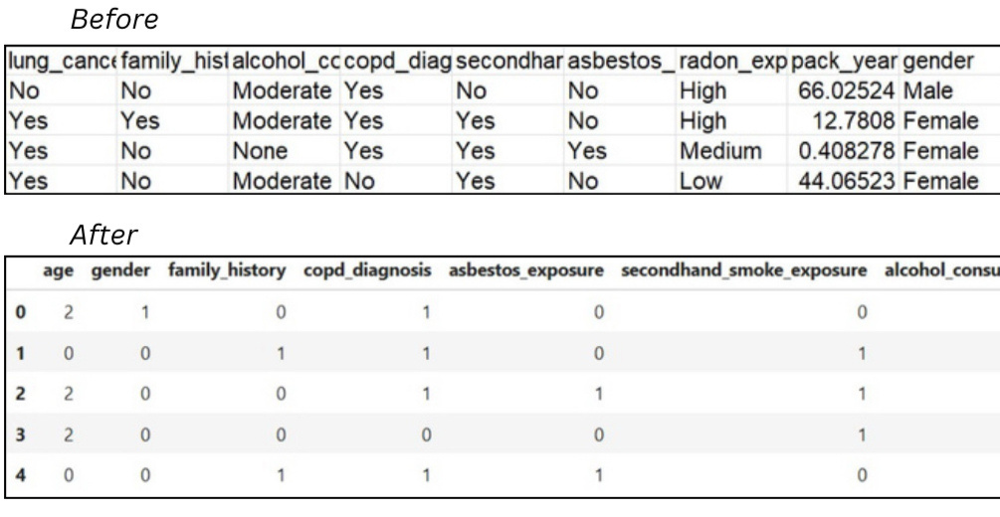 Before
lung_cance family_hist alcohol_cc copd_diag secondhar asbestos_ radon_exp pack_year gender
No No Moderate Yes No No High 66.02524 Male
Yes Yes Moderate Yes Yes No High 12.7808 Female
Yes No None Yes Yes Yes Medium 0.408278 Female
Yes No Moderate No Yes No Low 44.06523 Female
After
age gender family_history copd_diagnosis asbestos_exposure secondhand_smoke_exposure alcohol_consu
0 2 1 0 1 0 0
1 0 0 1 1 0 1
2 2 0 0 1 1 1
3 2 0 0 0 0 1
4 0 0 1 1 1 0